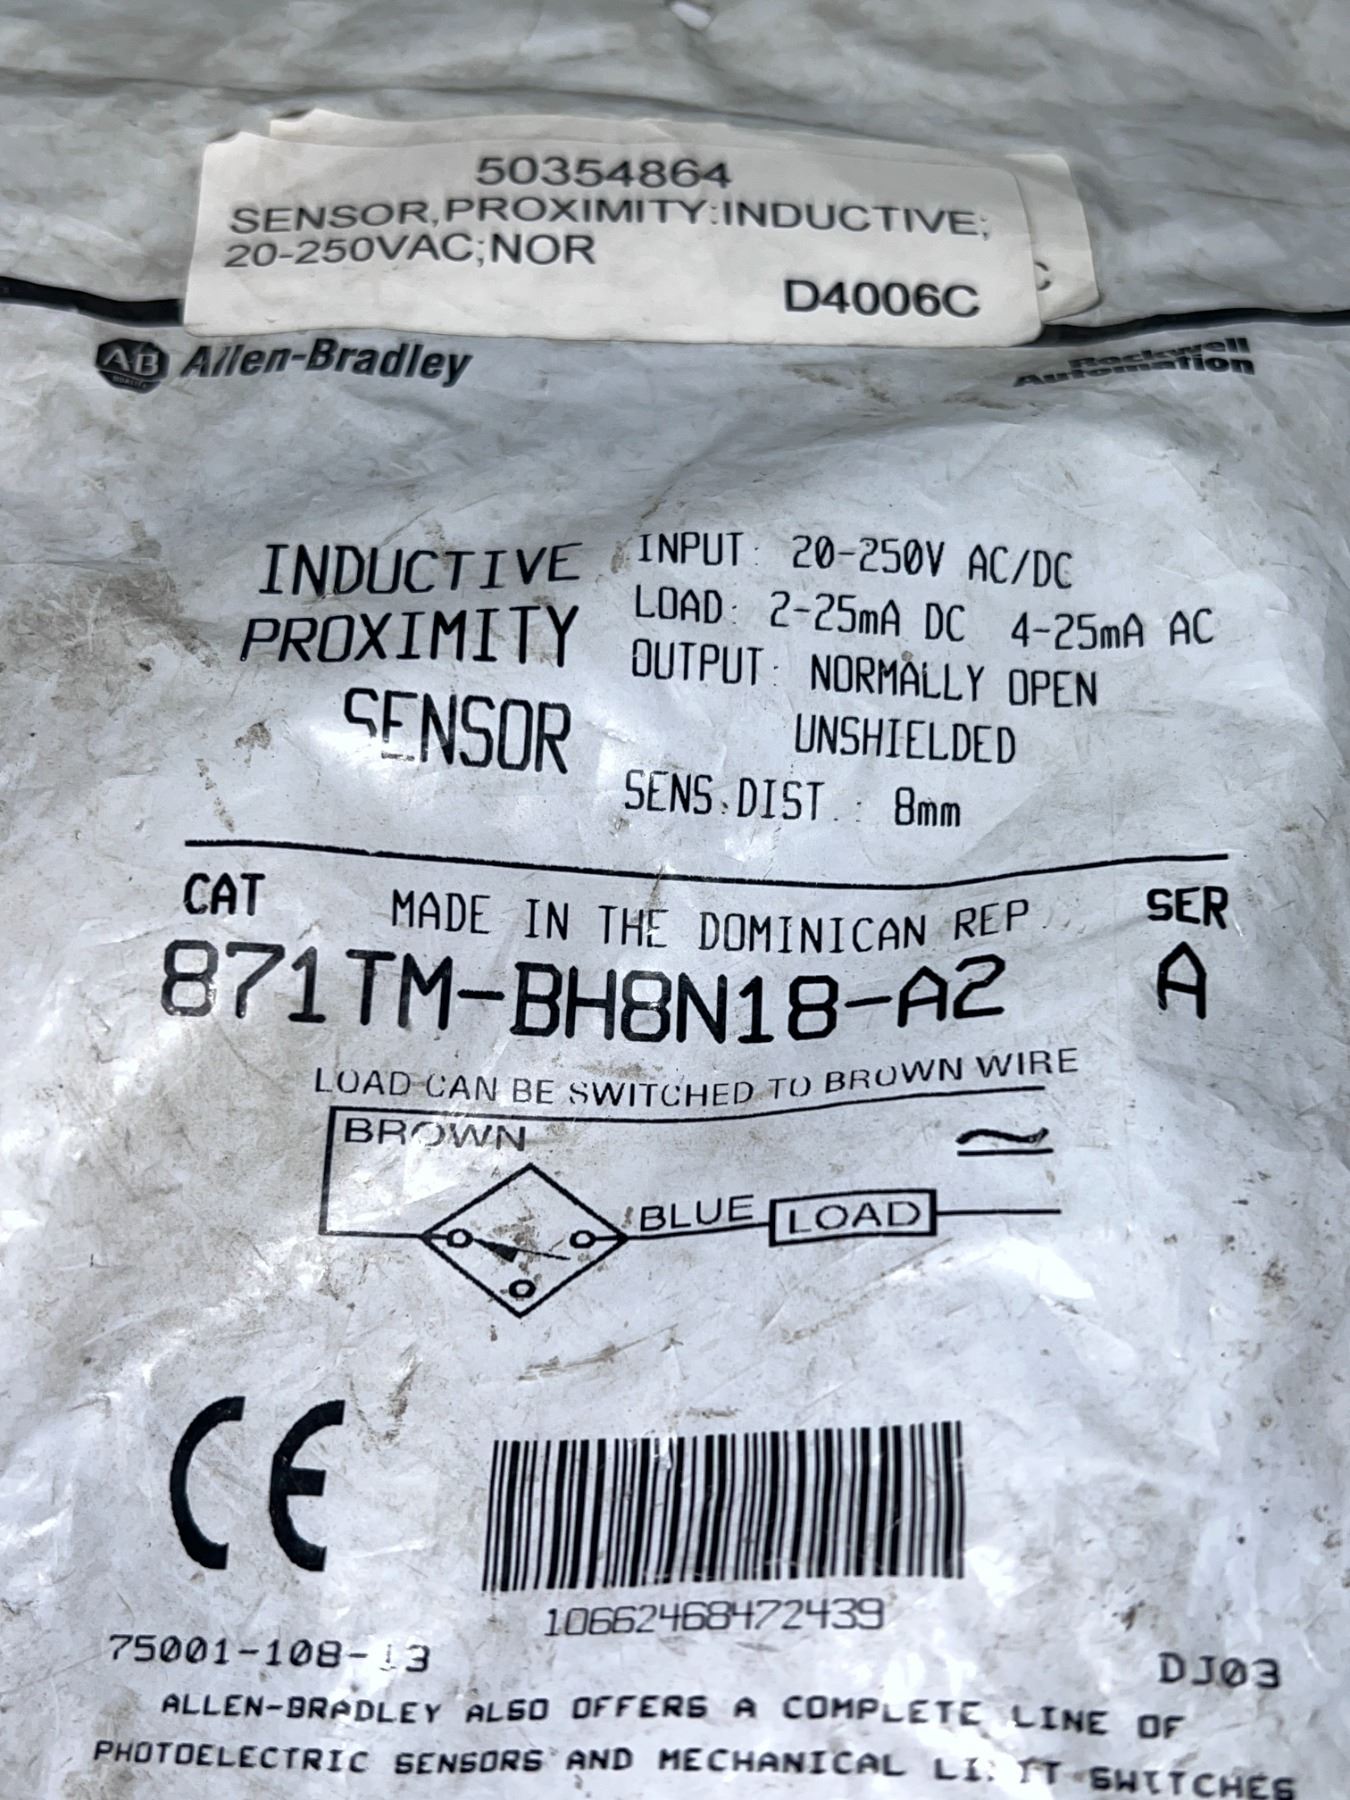 50354864
SENSOR,PROXIMITY:INDUCTIVE;
20-250VAC;NOR
D4006C
C
AB Allen-Bradley
Rockwell
Automation
INDUCTIVE
PROXIMITY
SENSOR
INPUT: 20-250V AC/DC
LOAD: 2-25mA DC 4-25mA AC
OUTPUT: NORMALLY OPEN
UNSHIELDED
SENS.DIST.: 8mm
CAT MADE IN THE DOMINICAN REP. SER
871TM-BH8N18-A2 A
LOAD CAN BE SWITCHED TO BROWN WIRE
BROWN
BLUE LOAD
CE
10662468472439
75001-108-13
DJ03
ALLEN-BRADLEY ALSO OFFERS A COMPLETE LINE OF
PHOTOELECTRIC SENSORS AND MECHANICAL LIMIT SWITCHES